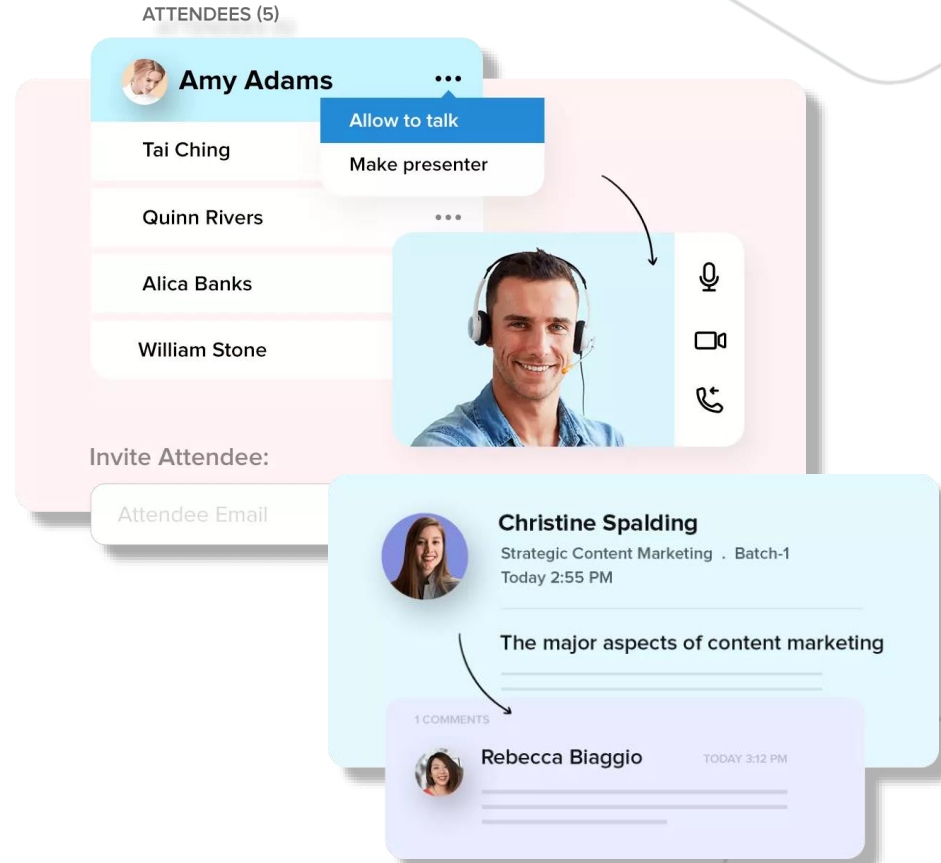 ATTENDEES (5)
Amy Adams
Allow to talk
Make presenter
Tai Ching
Quinn Rivers
Alica Banks
William Stone
Invite Attendee:
Attendee Email
Christine Spalding
Strategic Content Marketing . Batch-1
Today 2:55 PM
The major aspects of content marketing
1 COMMENTS
Rebecca Biaggio
TODAY 3:12 PM